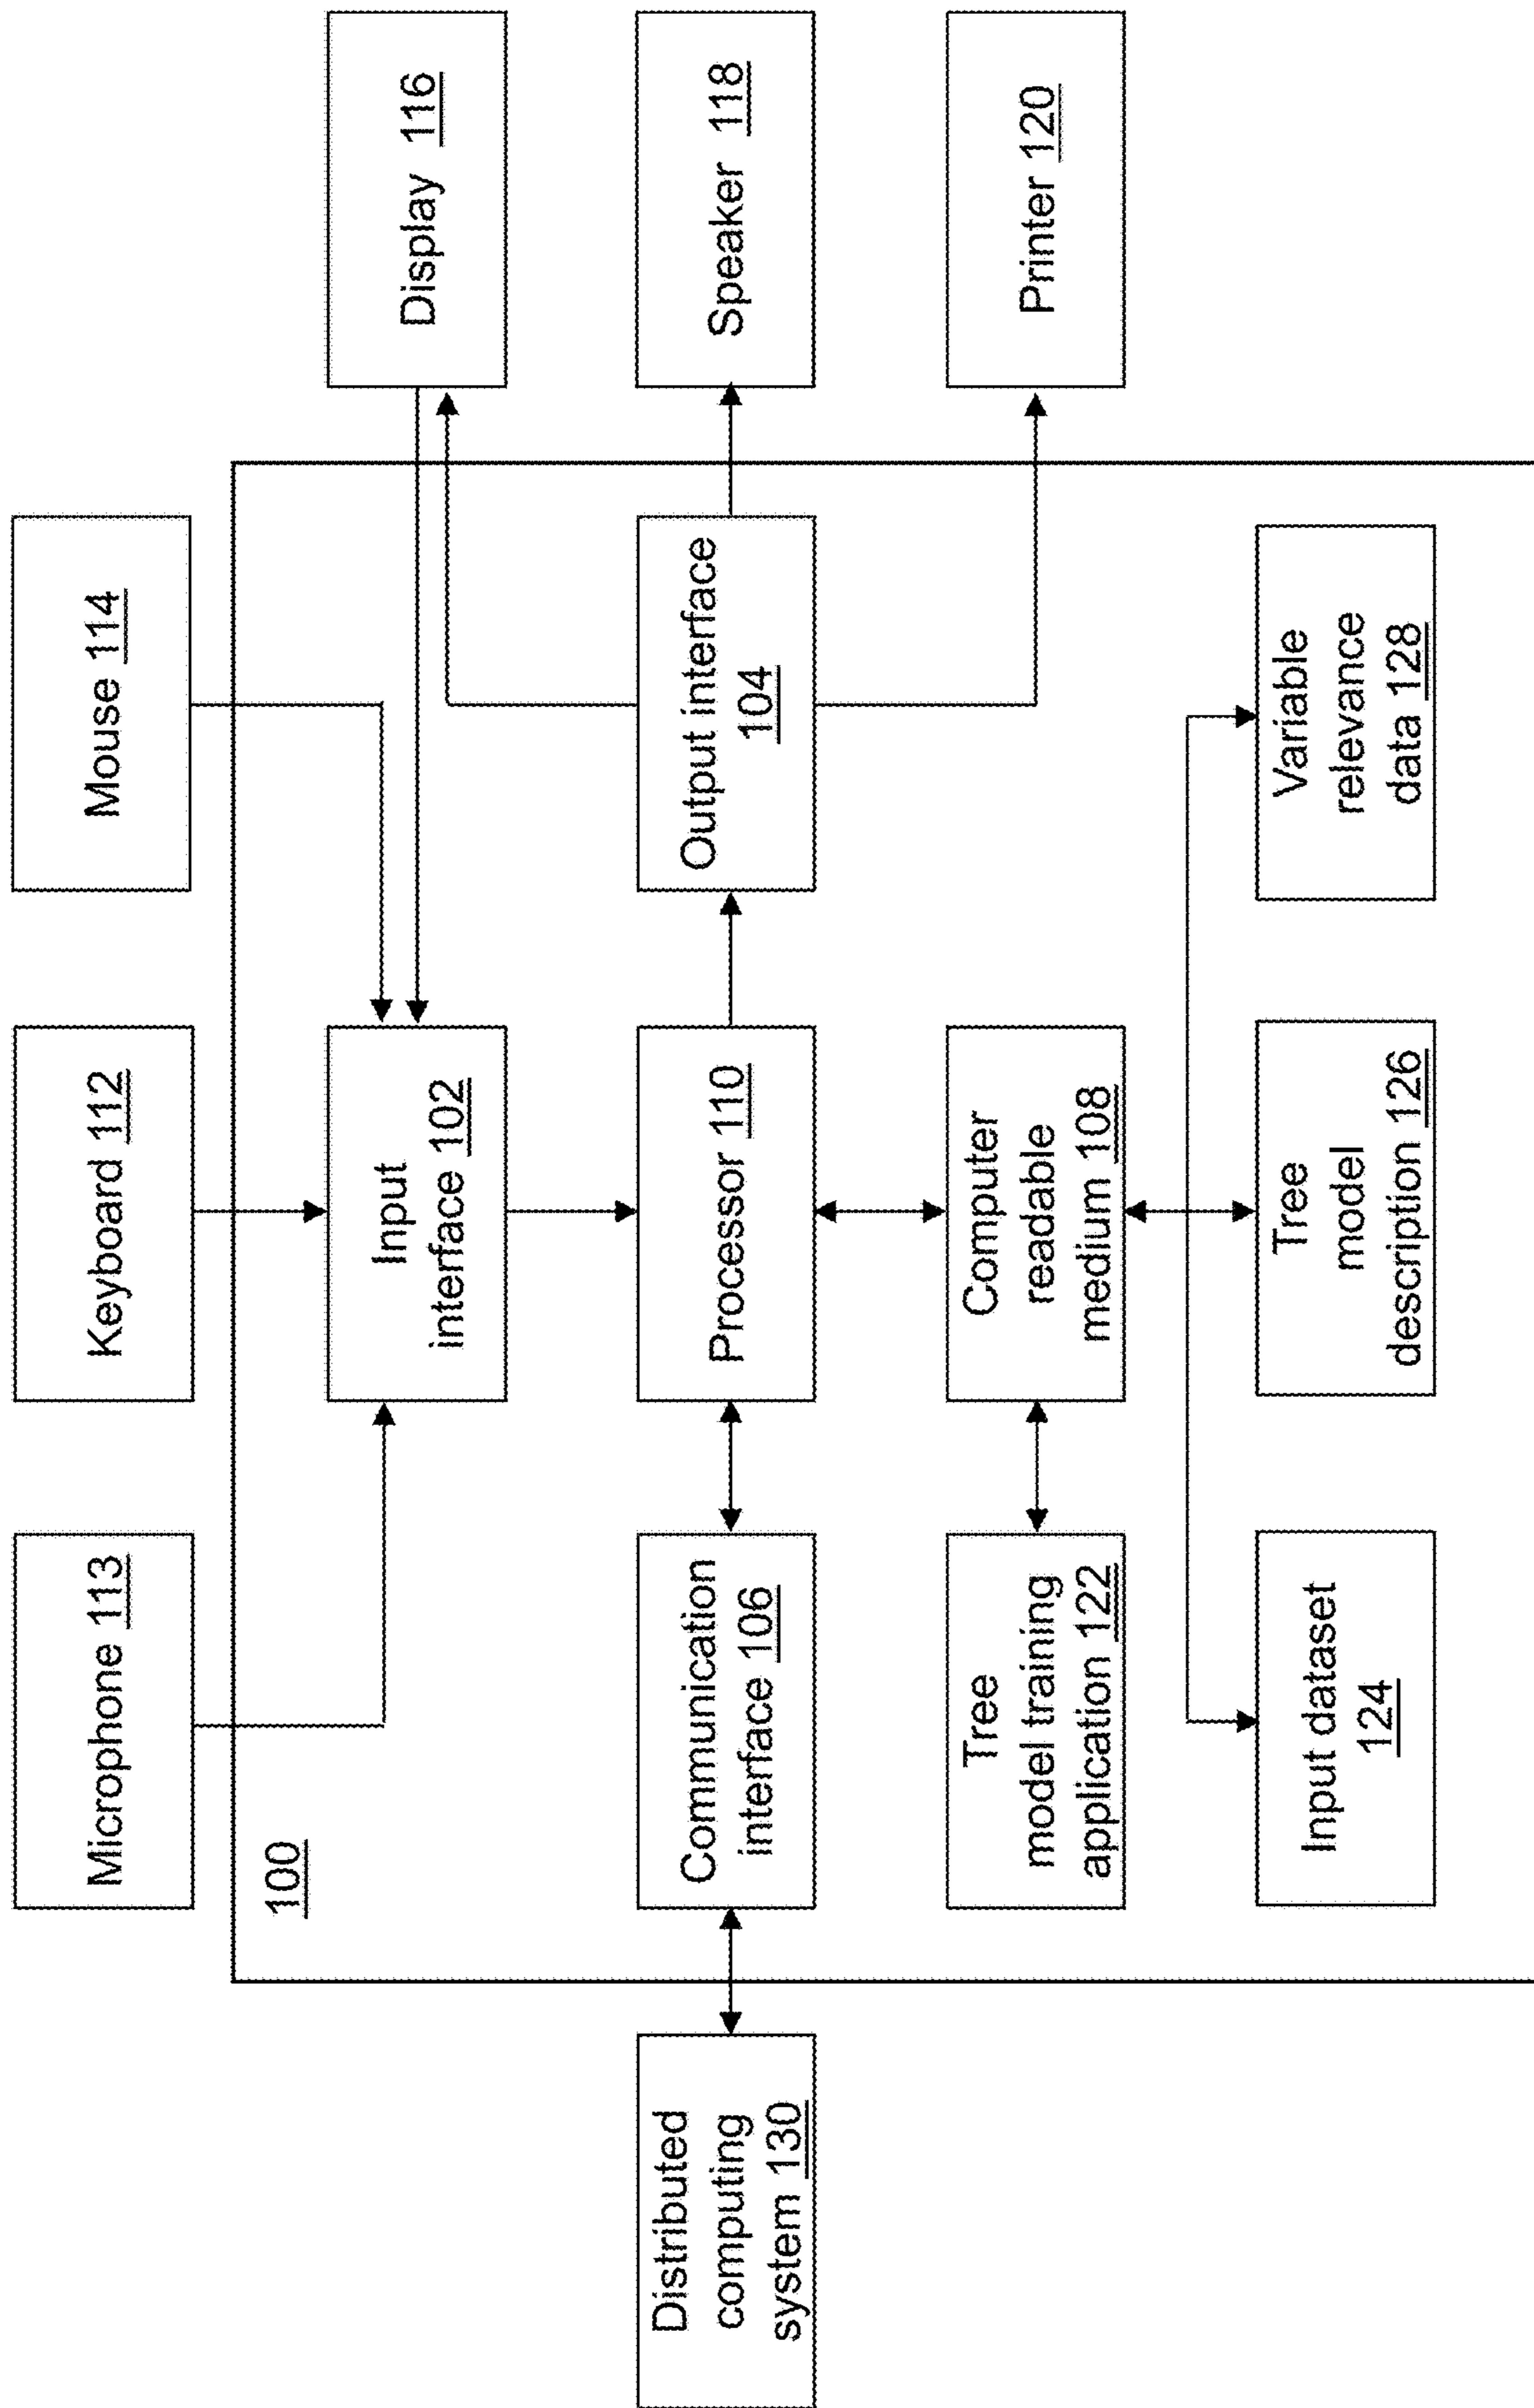 Microphone 113
Keyboard 112
Mouse 114
100
Input
interface 102
Display 116
Distributed
computing
system 130
Communication
interface 106
Processor 110
Output interface
104
Speaker 118
Tree
model training
application 122
Computer
readable
medium 108
Printer 120
Input dataset
124
Tree
model
description 126
Variable
relevance
data 128